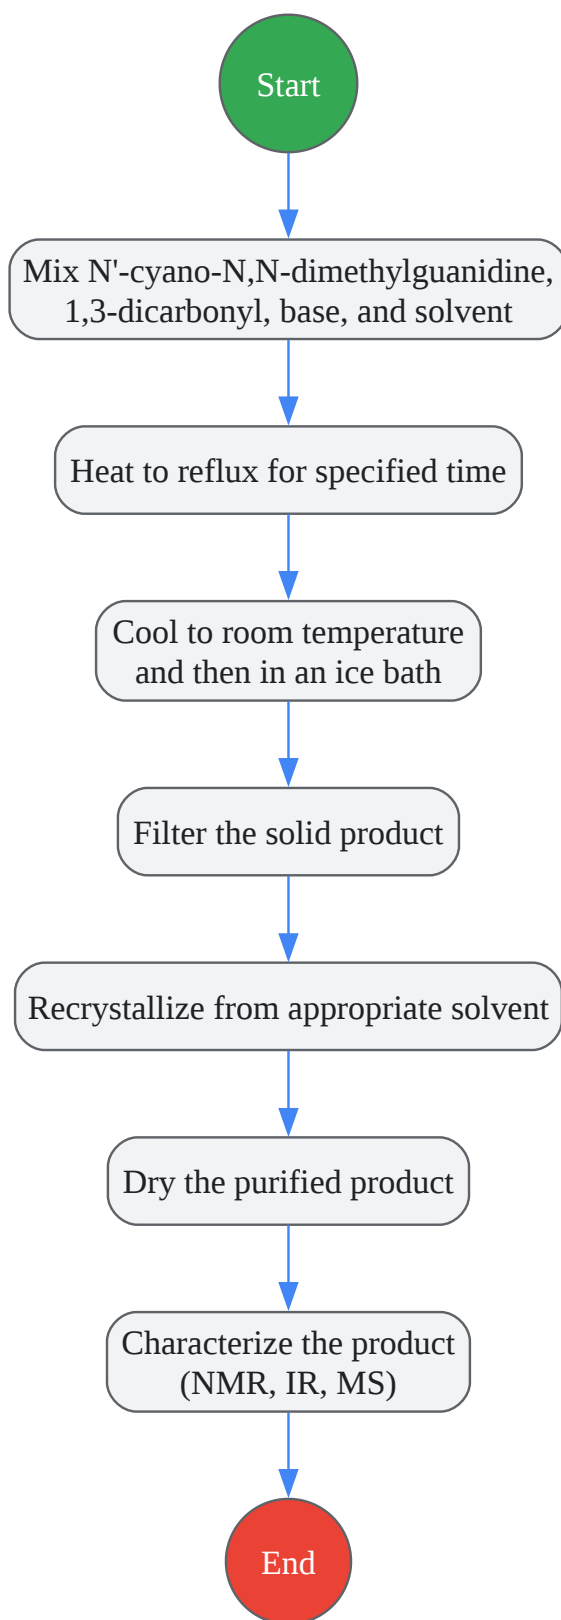 Start
Mix N'-cyano-N,N-dimethylguanidine,
1,3-dicarbonyl, base, and solvent
Heat to reflux for specified time
Cool to room temperature
and then in an ice bath
Filter the solid product
Recrystallize from appropriate solvent
Dry the purified product
Characterize the product
(NMR, IR, MS)
End